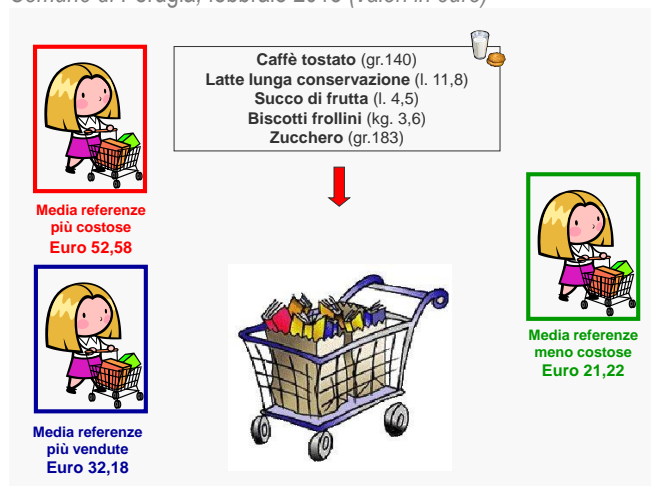 Comune di Perugia, febbraio 2015 (valori in euro)
Caffè tostato (gr.140)
Latte lunga conservazione (l. 11,8)
Succo di frutta (l. 4,5)
Biscotti frollini (kg. 3,6)
Zucchero (gr.183)
Media referenze
più costose
Euro 52,58
Media referenze
meno costose
Euro 21,22
Media referenze
più vendute
Euro 32,18